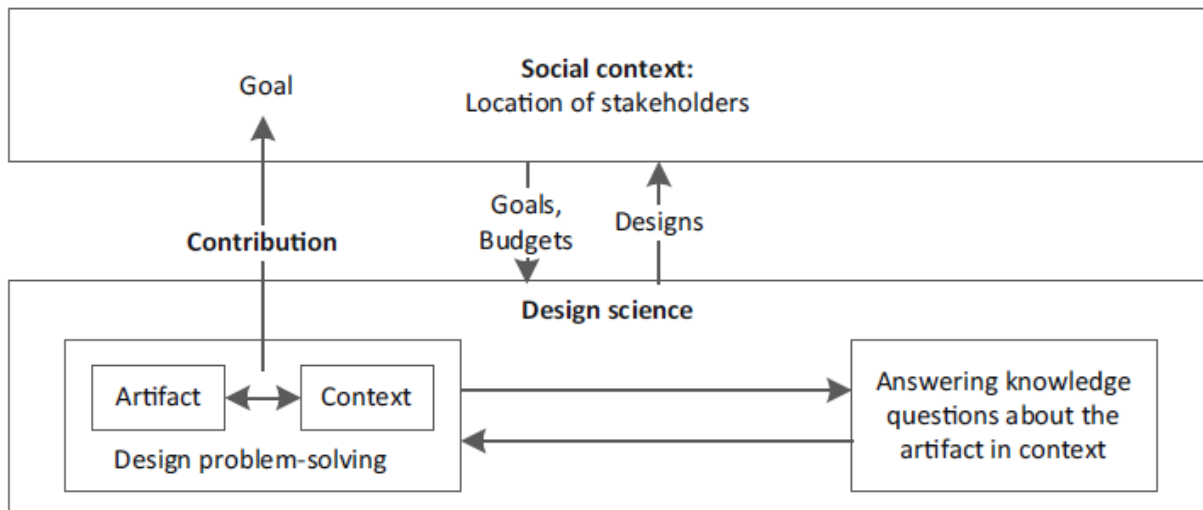 Social context:
Location of stakeholders
Goal
Goals,
Budgets
Designs
Contribution
Design science
Artifact
Context
Design problem-solving
Answering knowledge
questions about the
artifact in context